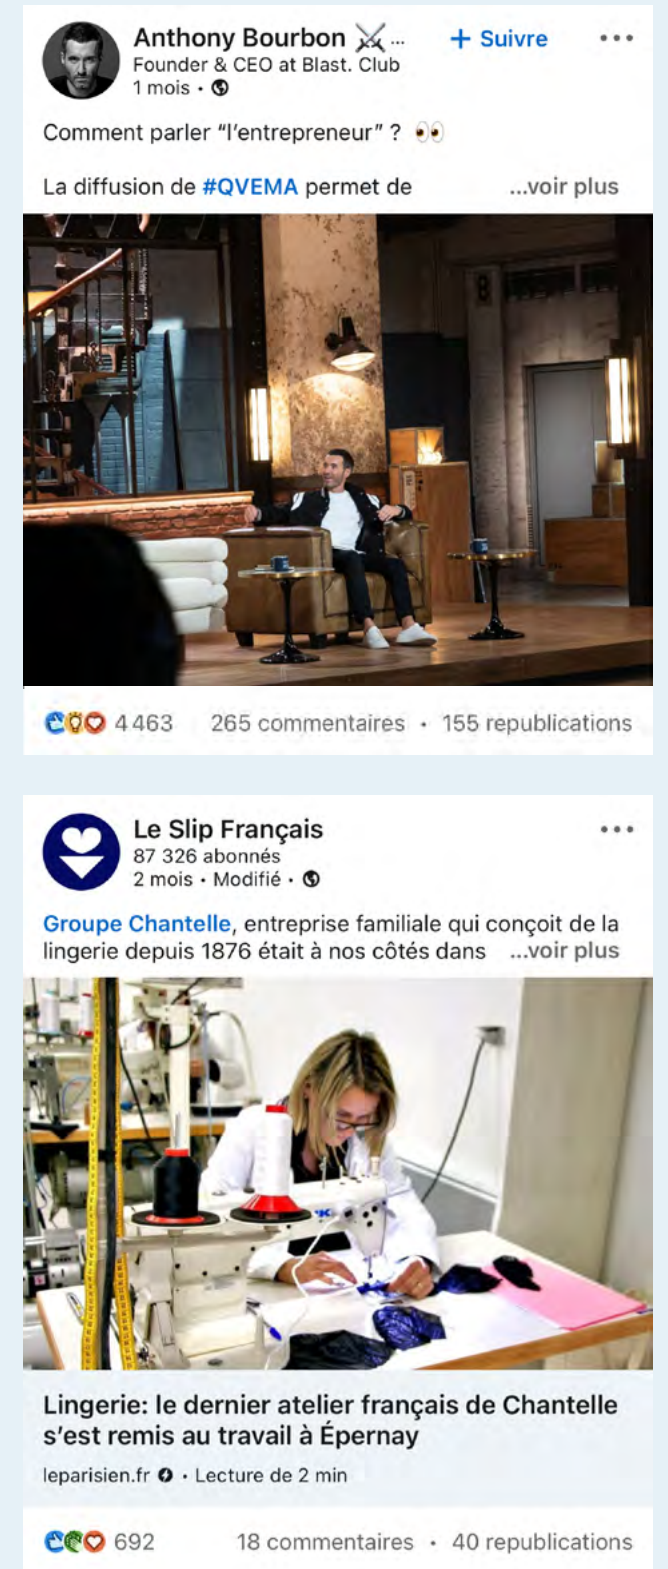 Anthony Bourbon ⚔️ ...
+ Suivre
Founder & CEO at Blast. Club
1 mois •
Comment parler “l’entrepreneur” ? 👀
La diffusion de #QVEMA permet de ...voir plus
4 463 265 commentaires • 155 republications
Le Slip Français
87 326 abonnés
2 mois • Modifié •
Groupe Chantelle, entreprise familiale qui conçoit de la
lingerie depuis 1876 était à nos côtés dans ...voir plus
Lingerie: le dernier atelier français de Chantelle
s’est remis au travail à Épernay
leparisien.fr • Lecture de 2 min
692 18 commentaires • 40 republications